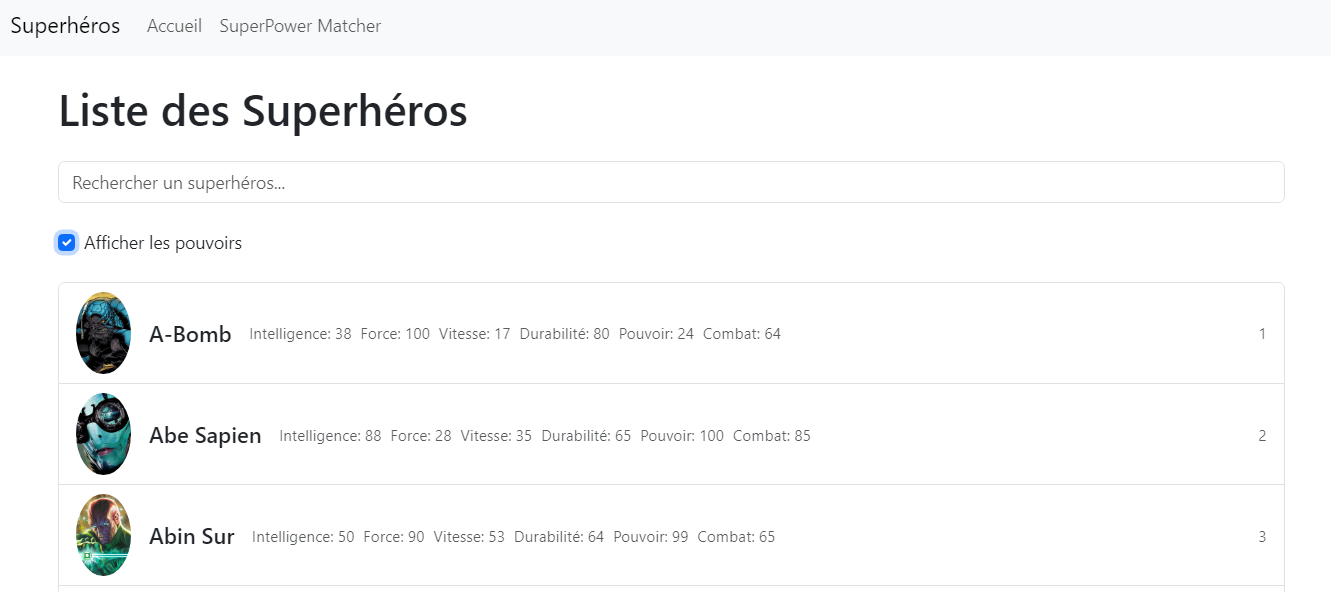 Superhéros Accueil SuperPower Matcher
Liste des Superhéros
Rechercher un superhéros...
Afficher les pouvoirs
A-Bomb Intelligence: 38 Force: 100 Vitesse: 17 Durabilité: 80 Pouvoir: 24 Combat: 64 1
Abe Sapien Intelligence: 88 Force: 28 Vitesse: 35 Durabilité: 65 Pouvoir: 100 Combat: 85 2
Abin Sur Intelligence: 50 Force: 90 Vitesse: 53 Durabilité: 64 Pouvoir: 99 Combat: 65 3